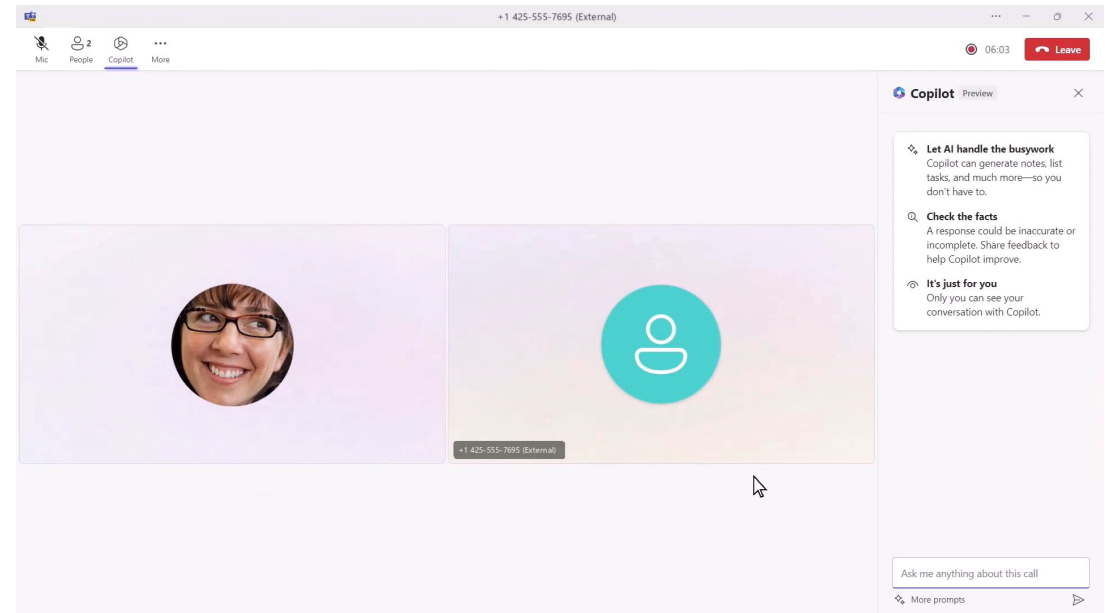 +1 425-555-7695 (External)
Mic
People 2
Copilot
More
06:03
Leave
Copilot Preview
Let AI handle the busywork
Copilot can generate notes, list
tasks, and much more—so you
don't have to.
Check the facts
A response could be inaccurate or
incomplete. Share feedback to
help Copilot improve.
It's just for you
Only you can see your
conversation with Copilot.
+1 425-555-7695 (External)
Ask me anything about this call
More prompts